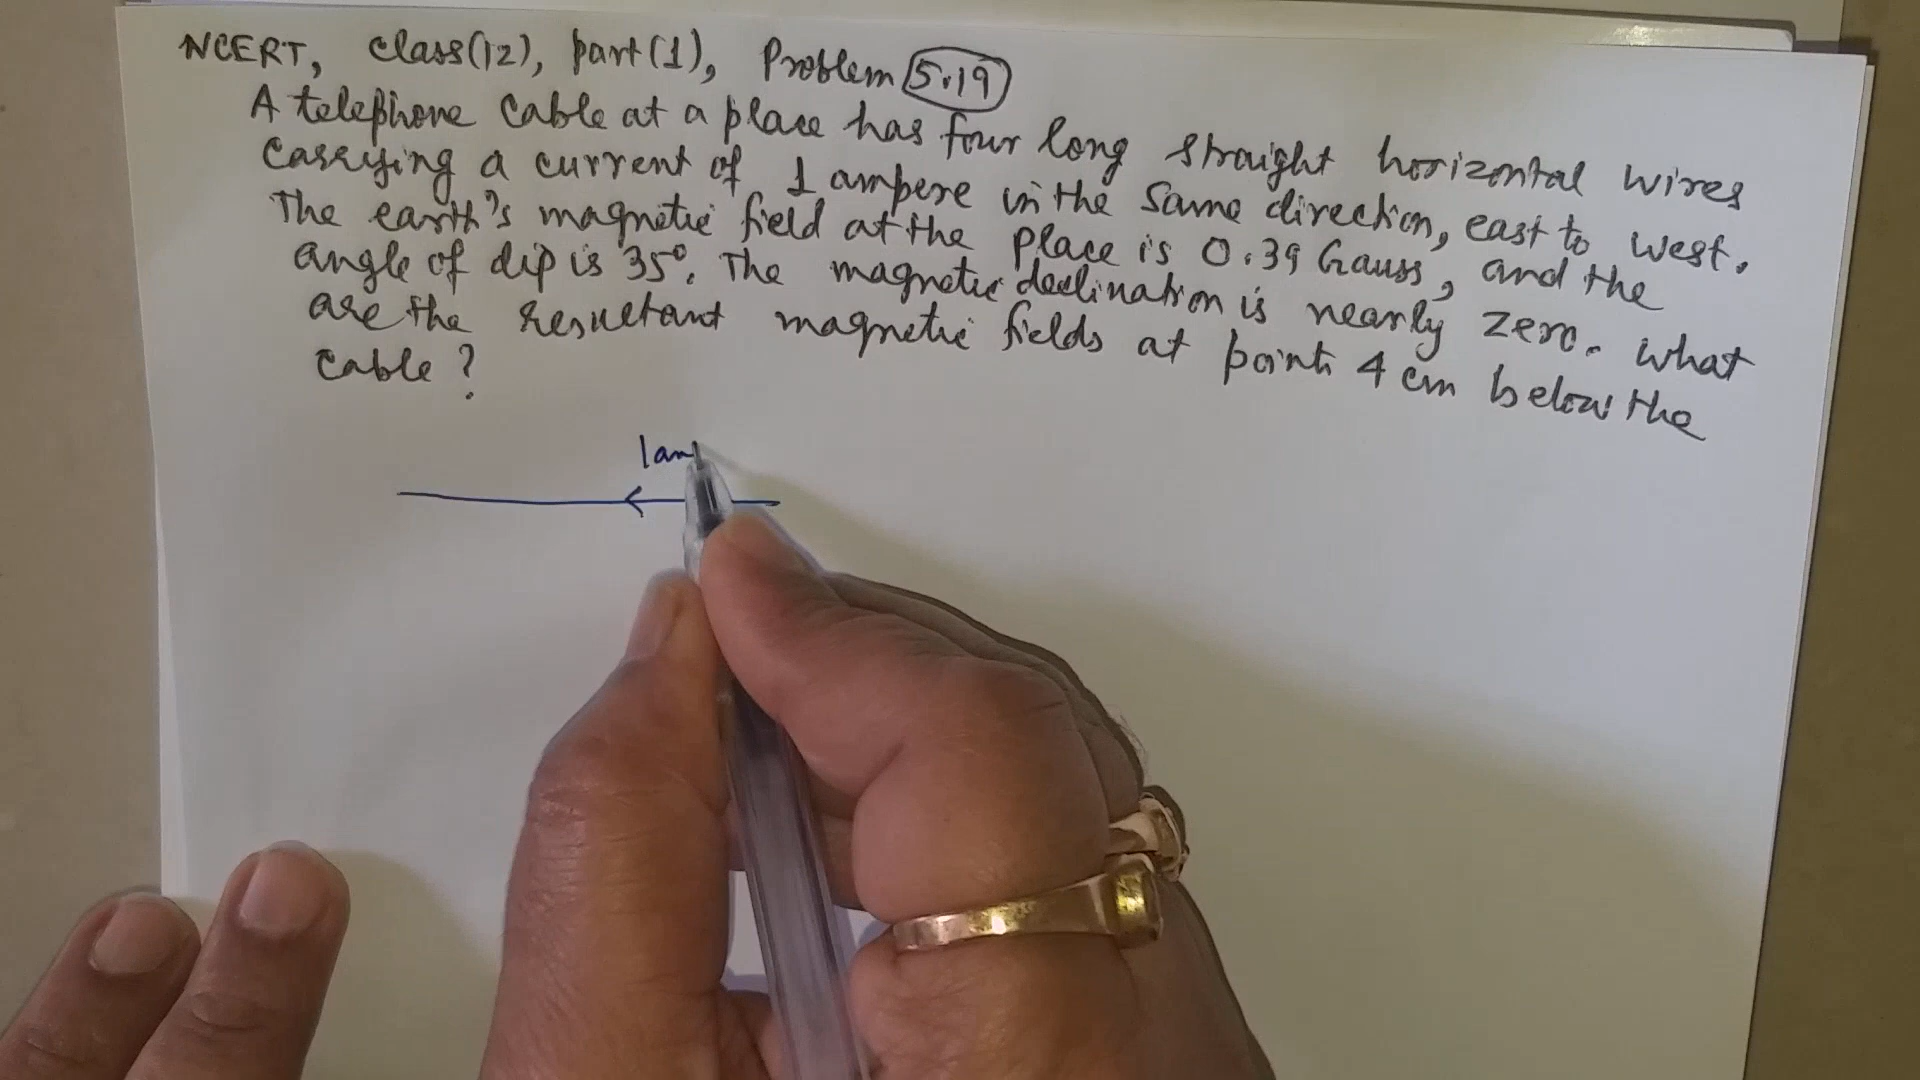 NCERT, Class(12), part(1), Problem 5.19
A telephone cable at a place has four long straight horizontal wires
carrying a current of 1 ampere in the same direction, east to west.
The earth's magnetic field at the place is 0.39 Gauss, and the
angle of dip is 35°. The magnetic declination is nearly zero. What
are the resultant magnetic fields at point 4 cm below the
cable?
1am